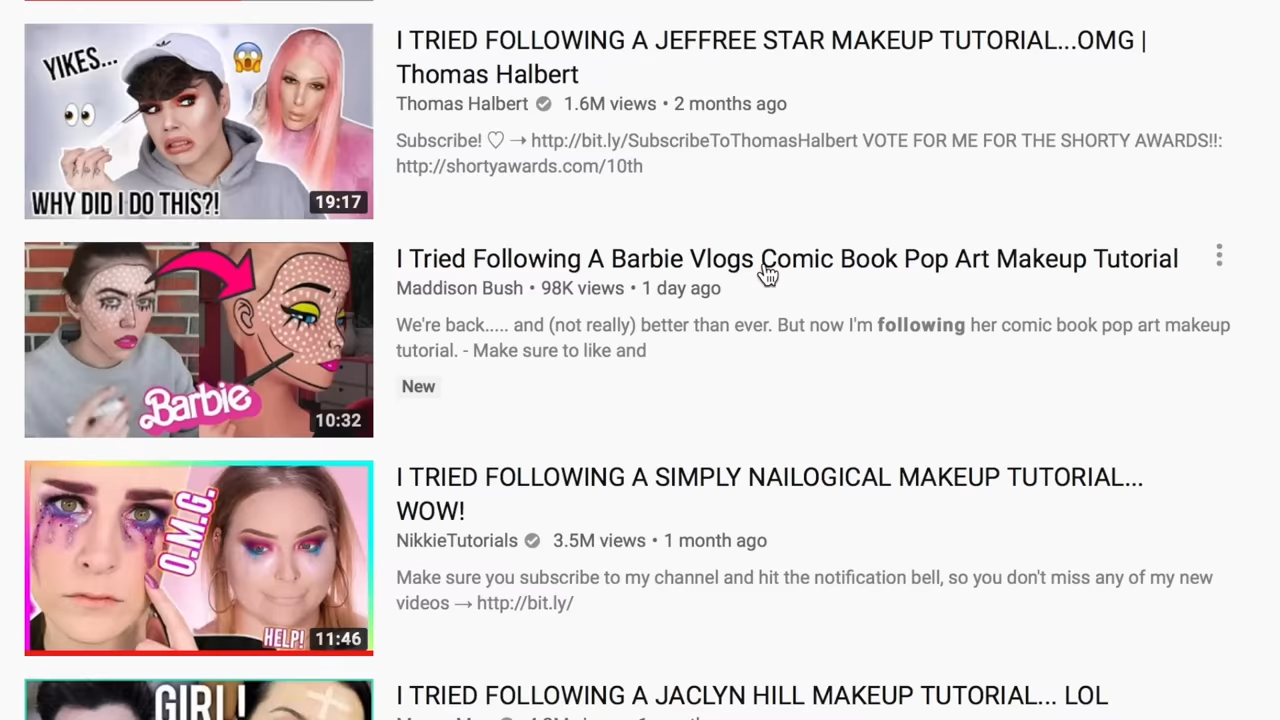 YIKES...
WHY DID I DO THIS?!
19:17
I TRIED FOLLOWING A JEFFREE STAR MAKEUP TUTORIAL...OMG |
Thomas Halbert
Thomas Halbert 1.6M views • 2 months ago
Subscribe! ♡ → http://bit.ly/SubscribeToThomasHalbert VOTE FOR ME FOR THE SHORTY AWARDS!!:
http://shortyawards.com/10th
Barbie
10:32
I Tried Following A Barbie Vlogs Comic Book Pop Art Makeup Tutorial
Maddison Bush • 98K views • 1 day ago
We're back..... and (not really) better than ever. But now I'm following her comic book pop art makeup
tutorial. - Make sure to like and
New
O.M.G.
HELP!
11:46
I TRIED FOLLOWING A SIMPLY NAILOGICAL MAKEUP TUTORIAL...
WOW!
NikkieTutorials 3.5M views • 1 month ago
Make sure you subscribe to my channel and hit the notification bell, so you don't miss any of my new
videos → http://bit.ly/
GIRL!
I TRIED FOLLOWING A JACLYN HILL MAKEUP TUTORIAL... LOL